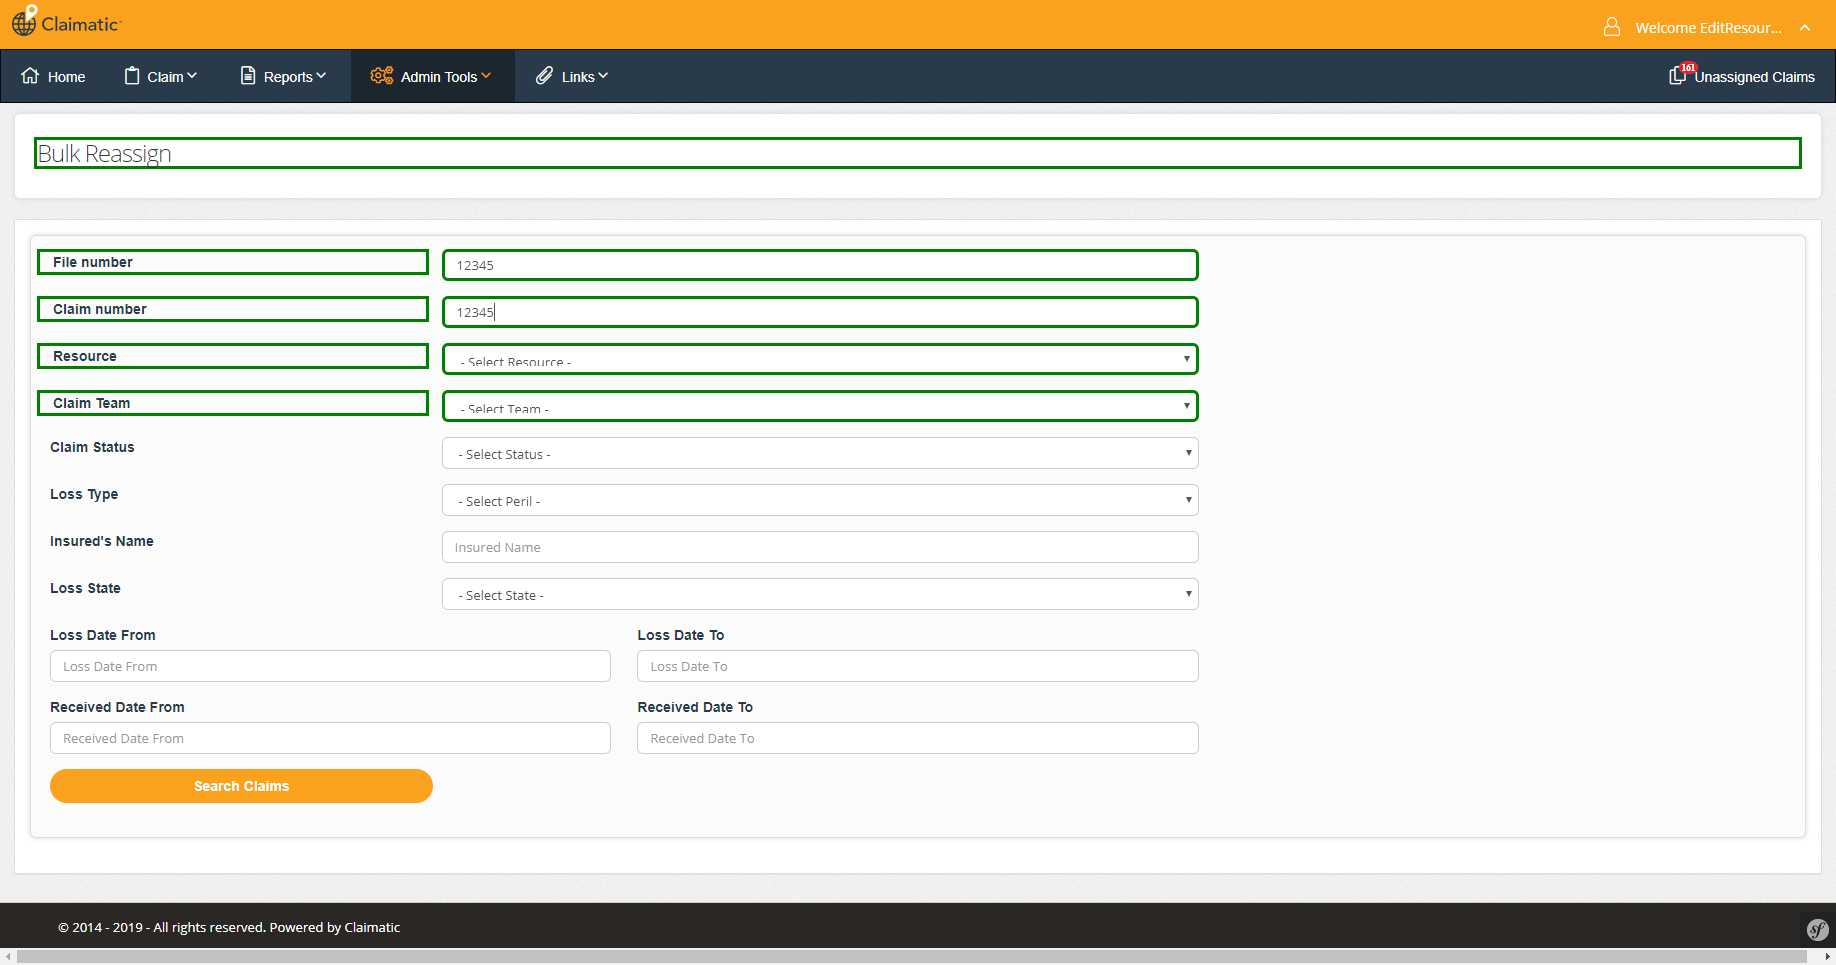 Claimatic
Welcome EditResour...
Home
Claim
Reports
Admin Tools
Links
161
Unassigned Claims
Bulk Reassign
File number
12345
Claim number
12345
Resource
- Select Resource -
Claim Team
- Select Team -
Claim Status
- Select Status -
Loss Type
- Select Peril -
Insured's Name
Insured Name
Loss State
- Select State -
Loss Date From
Loss Date To
Loss Date From
Loss Date To
Received Date From
Received Date To
Received Date From
Received Date To
Search Claims
© 2014 - 2019 - All rights reserved. Powered by Claimatic
sf